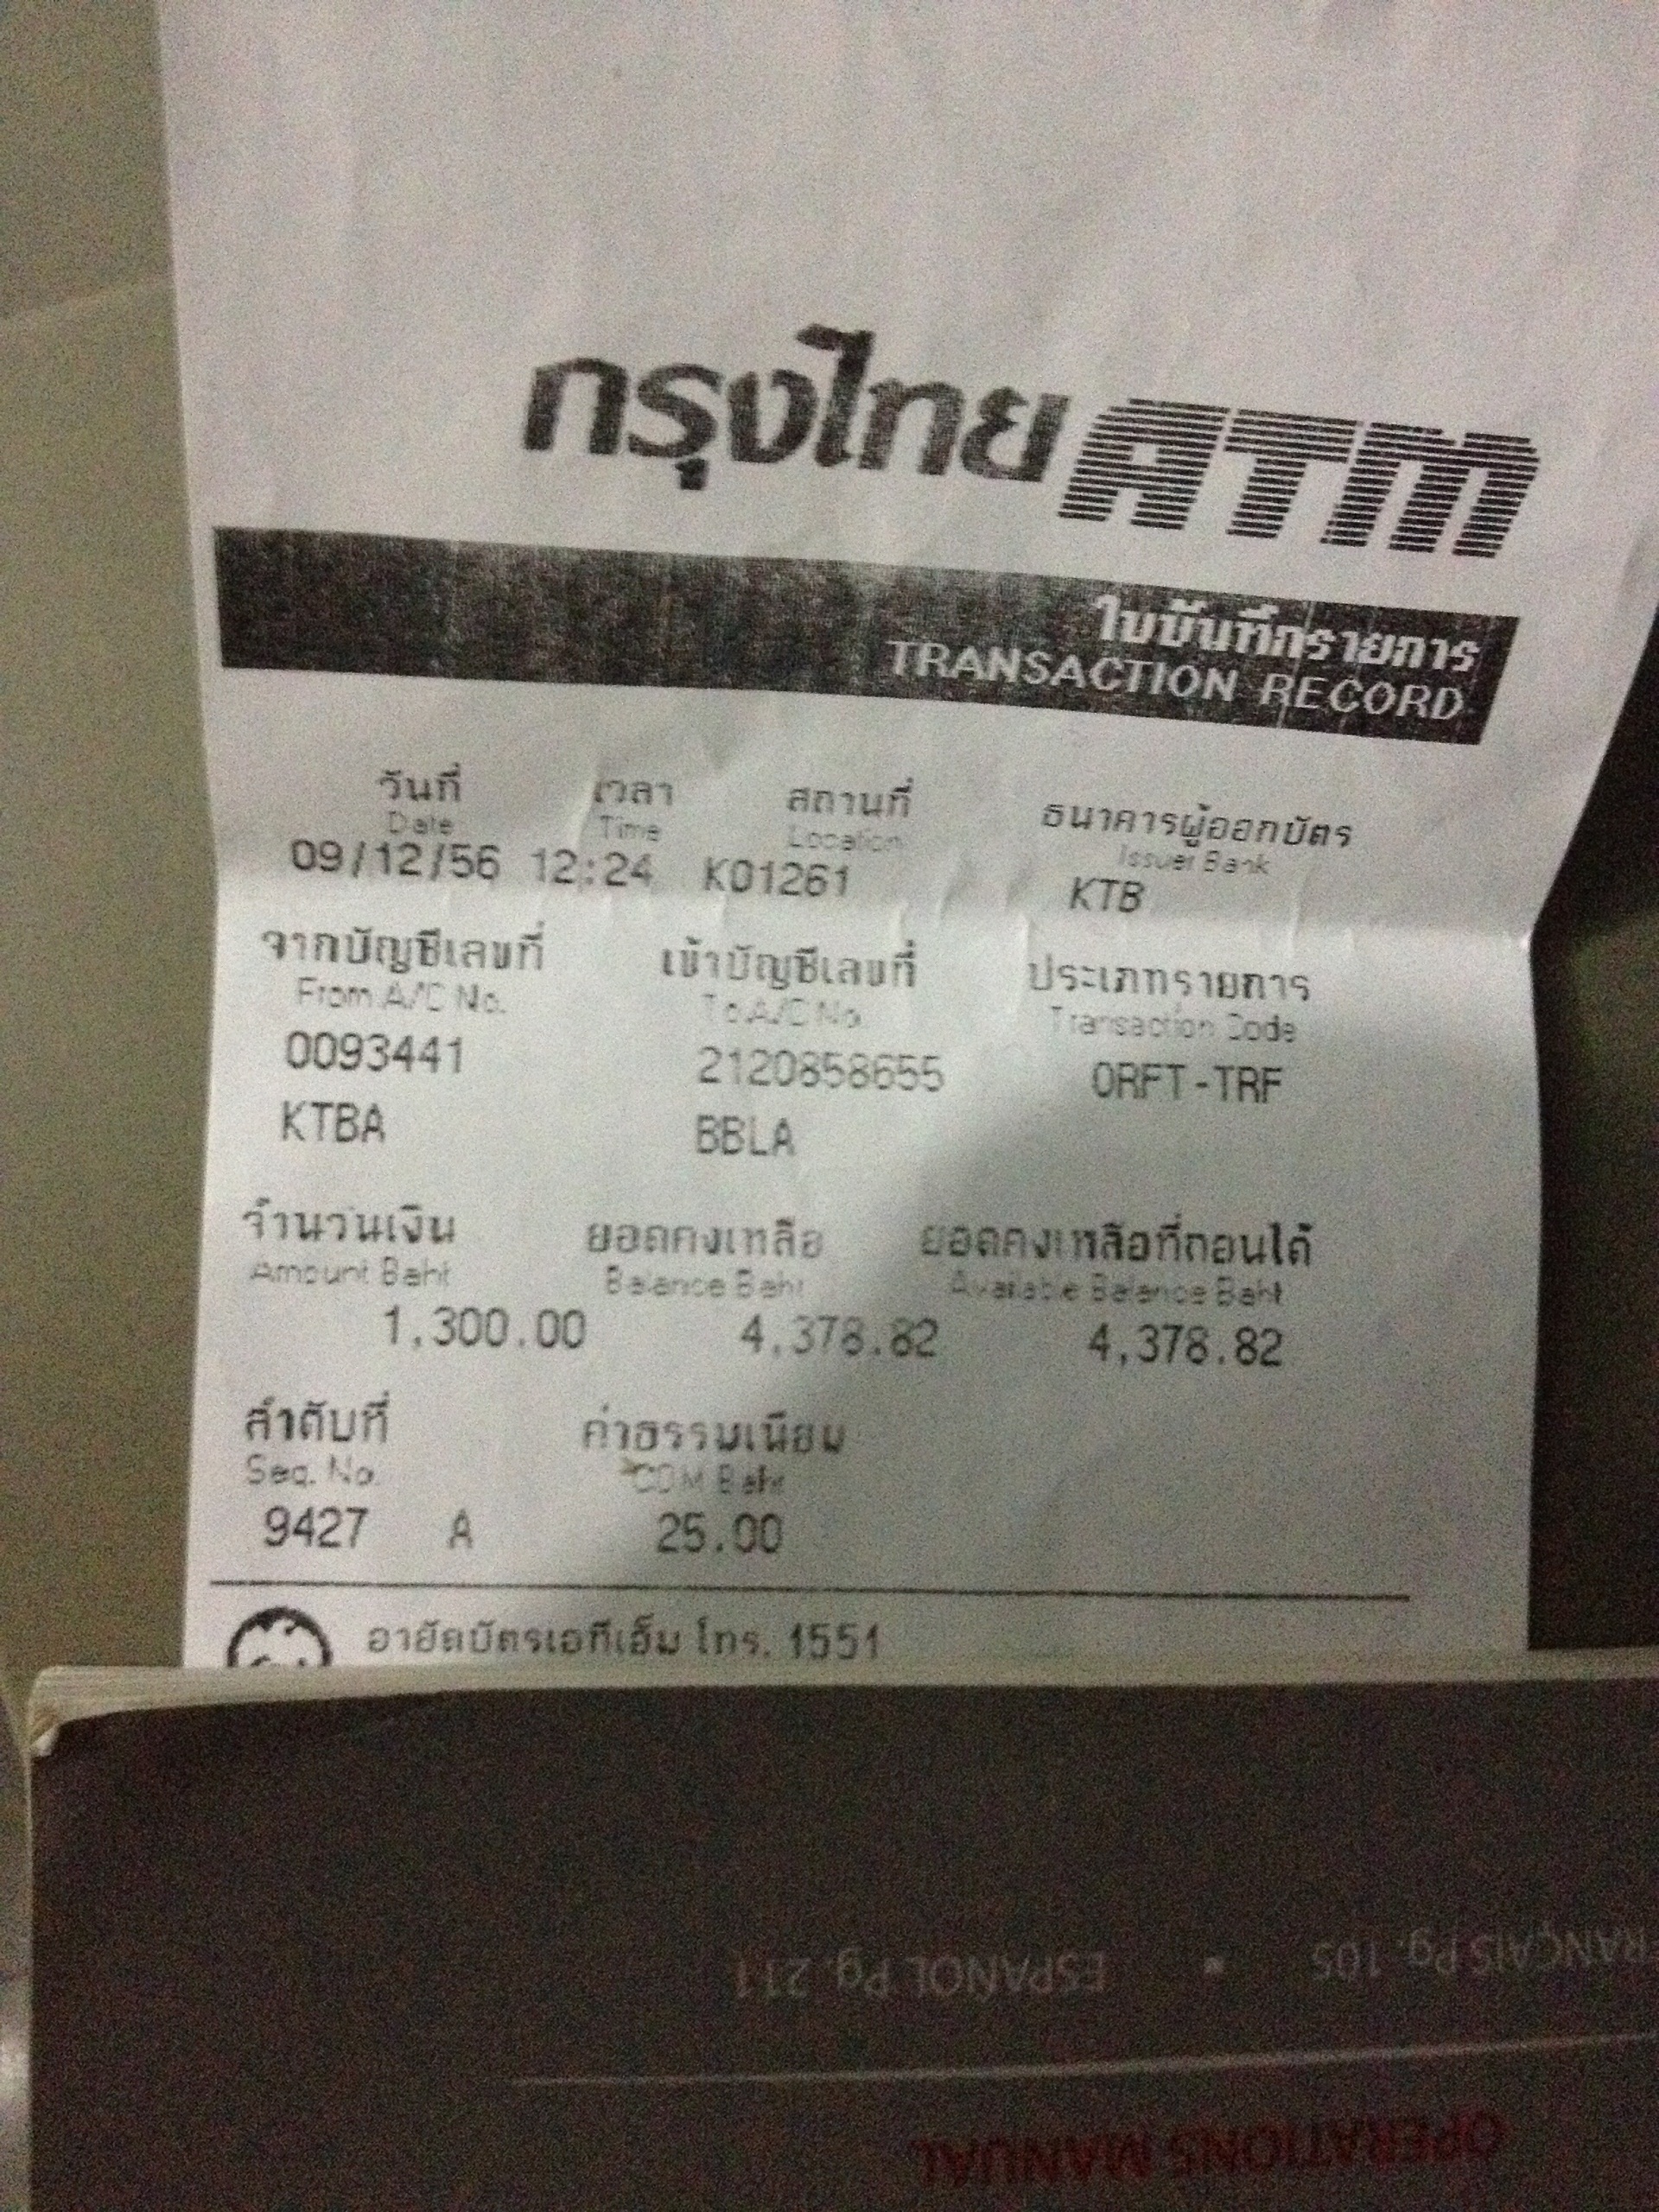 กรุงไทย ATM
ใบบันทึกรายการ
TRANSACTION RECORD
วันที่ เวลา สถานที่ ธนาคารผู้ออกบัตร
Date Time Location Issuer Bank
09/12/56 12:24 K01261 KTB
จากบัญชีเลขที่ เข้าบัญชีเลขที่ ประเภทรายการ
From A/C No. To A/C No. Transaction Code
0093441 2120858655 ORFT-TRF
KTBA BBLA
จำนวนเงิน ยอดคงเหลือ ยอดคงเหลือที่ถอนได้
Amount Baht Balance Baht Available Balance Baht
1,300.00 4,378.82 4,378.82
ลำดับที่ ค่าธรรมเนียม
Seq. No. COM Baht
9427 A 25.00
อายัดบัตรเอทีเอ็ม โทร. 1551
RANÇAIS Pg. 105 • ESPAÑOL Pg. 211
OPERATIONS MANUAL